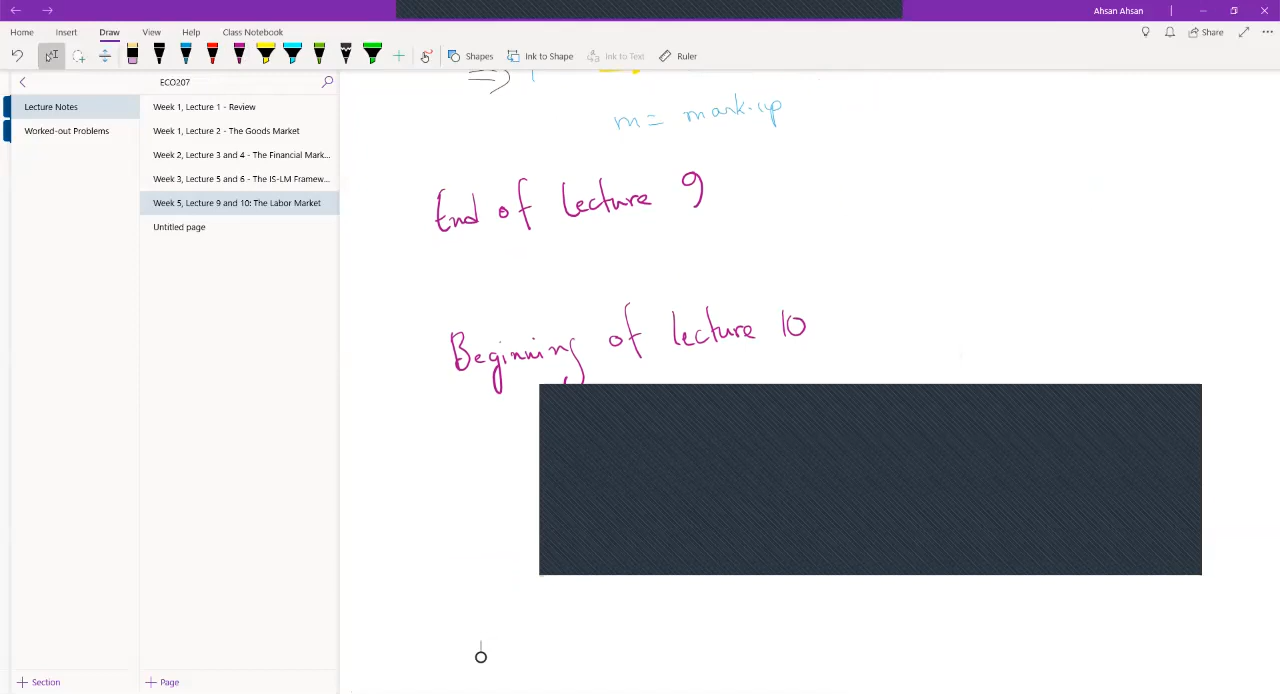 Ahsan Ahsan
Home Insert Draw View Help Class Notebook
Share
Shapes Ink to Shape Ink to Text Ruler
ECO207
Lecture Notes
Worked-out Problems
Week 1, Lecture 1 - Review
Week 1, Lecture 2 - The Goods Market
Week 2, Lecture 3 and 4 - The Financial Mark...
Week 3, Lecture 5 and 6 - The IS-LM Framew...
Week 5, Lecture 9 and 10: The Labor Market
Untitled page
m = mark-up
End of lecture 9
Beginning of lecture 10
+ Section
+ Page